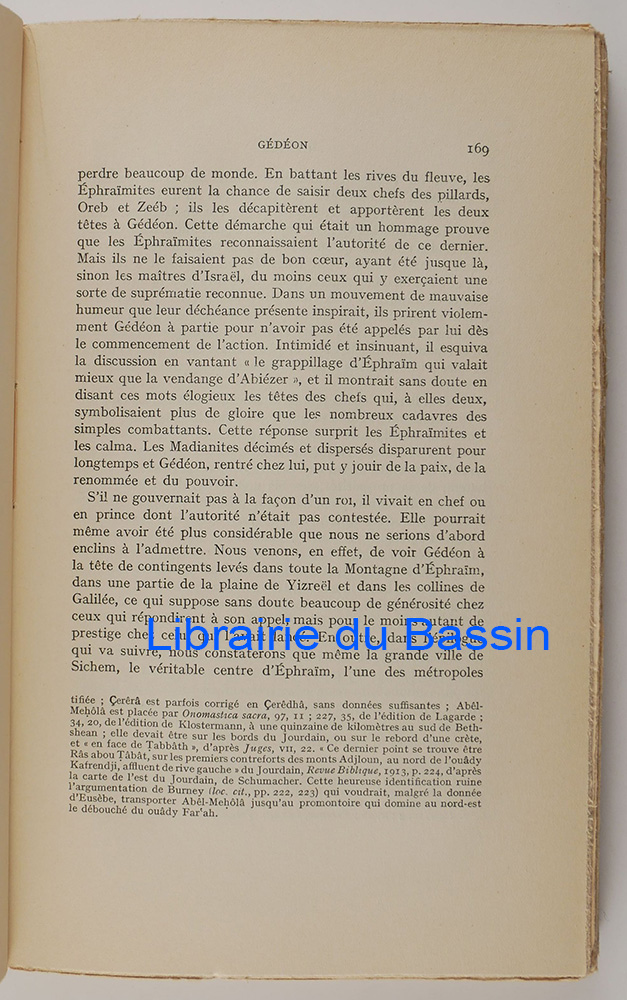 GÉDÉON 169
perdre beaucoup de monde. En battant les rives du fleuve, les
Éphraïmites eurent la chance de saisir deux chefs des pillards,
Oreb et Zeéb ; ils les décapitèrent et apportèrent les deux
têtes à Gédéon. Cette démarche qui était un hommage prouve
que les Éphraïmites reconnaissaient l'autorité de ce dernier.
Mais ils ne le faisaient pas de bon cœur, ayant été jusque là,
sinon les maîtres d'Israël, du moins ceux qui y exerçaient une
sorte de suprématie reconnue. Dans un mouvement de mauvaise
humeur que leur déchéance présente inspirait, ils prirent violem-
ment Gédéon à partie pour n'avoir pas été appelés par lui dès
le commencement de l'action. Intimidé et insinuant, il esquiva
la discussion en vantant « le grappillage d'Éphraïm qui valait
mieux que la vendange d'Abiézer », et il montrait sans doute en
disant ces mots élogieux les têtes des chefs qui, à elles deux,
symbolisaient plus de gloire que les nombreux cadavres des
simples combattants. Cette réponse surprit les Éphraïmites et
les calma. Les Madianites décimés et dispersés disparurent pour
longtemps et Gédéon, rentré chez lui, put y jouir de la paix, de la
renommée et du pouvoir.
S'il ne gouvernait pas à la façon d'un roi, il vivait en chef ou
en prince dont l'autorité n'était pas contestée. Elle pourrait
même avoir été plus considérable que nous ne serions d'abord
enclins à l'admettre. Nous venons, en effet, de voir Gédéon à
la tête de contingents levés dans toute la Montagne d'Éphraïm,
dans une partie de la plaine de Yizreël et dans les collines de
Galilée, ce qui suppose sans doute beaucoup de générosité chez
ceux qui répondirent à son appel, mais pour le moins autant de
prestige chez celui qui l'avait lancé. En outre, dans l'épilogue
qui va suivre, nous constaterons que même la grande ville de
Sichem, le véritable centre d'Éphraïm, l'une des métropoles
Librairie du Bassin
tifiée ; Çerêrâ est parfois corrigé en Çerêdhâ, sans données suffisantes ; Abêl-
Meḥôlâ est placée par Onomastica sacra, 97, 11 ; 227, 35, de l'édition de Lagarde ;
34, 20, de l'édition de Klostermann, à une quinzaine de kilomètres au sud de Beth-
shean ; elle devait être sur les bords du Jourdain, ou sur le rebord d'une crète,
et « en face de Ṭabbâth », d'après Juges, VII, 22. « Ce dernier point se trouve être
Râs abou Ṭâbât, sur les premiers contreforts des monts Adjloun, au nord de l'ouâdy
Kafrendji, affluent de rive gauche » du Jourdain, Revue Biblique, 1913, p. 224, d'après
la carte de l'est du Jourdain, de Schumacher. Cette heureuse identification ruine
l'argumentation de Burney (loc. cit., pp. 222, 223) qui voudrait, malgré la donnée
d'Eusèbe, transporter Abêl-Meḥôlâ jusqu'au promontoire qui domine au nord-est
le débouché du ouâdy Far'ah.